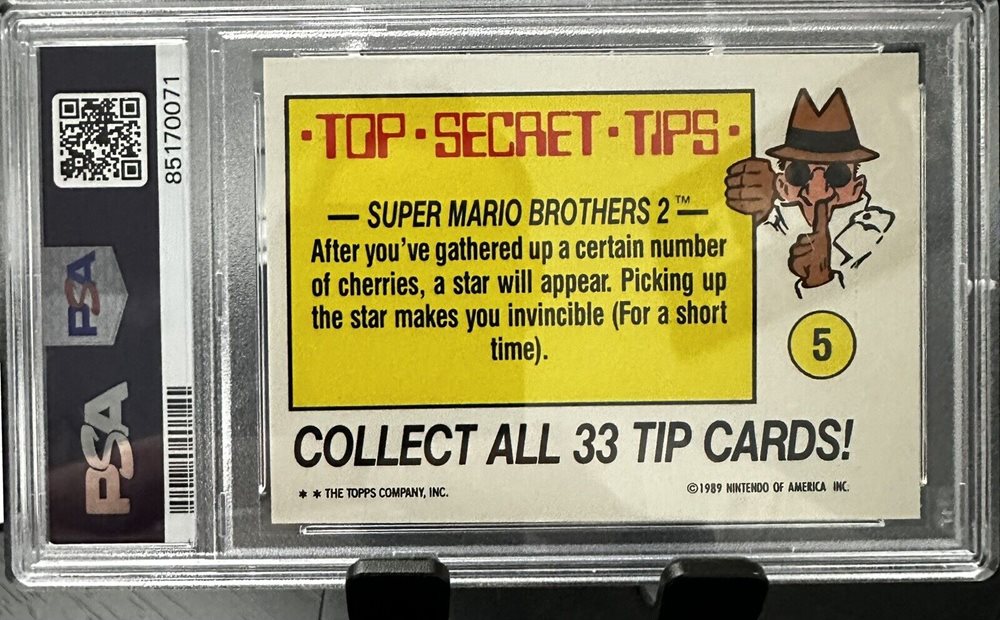 85170071
PSA
PSA
·TOP·SECRET·TIPS·
— SUPER MARIO BROTHERS 2™ —
After you've gathered up a certain number
of cherries, a star will appear. Picking up
the star makes you invincible (For a short
time).
5
COLLECT ALL 33 TIP CARDS!
* * THE TOPPS COMPANY, INC.
©1989 NINTENDO OF AMERICA INC.